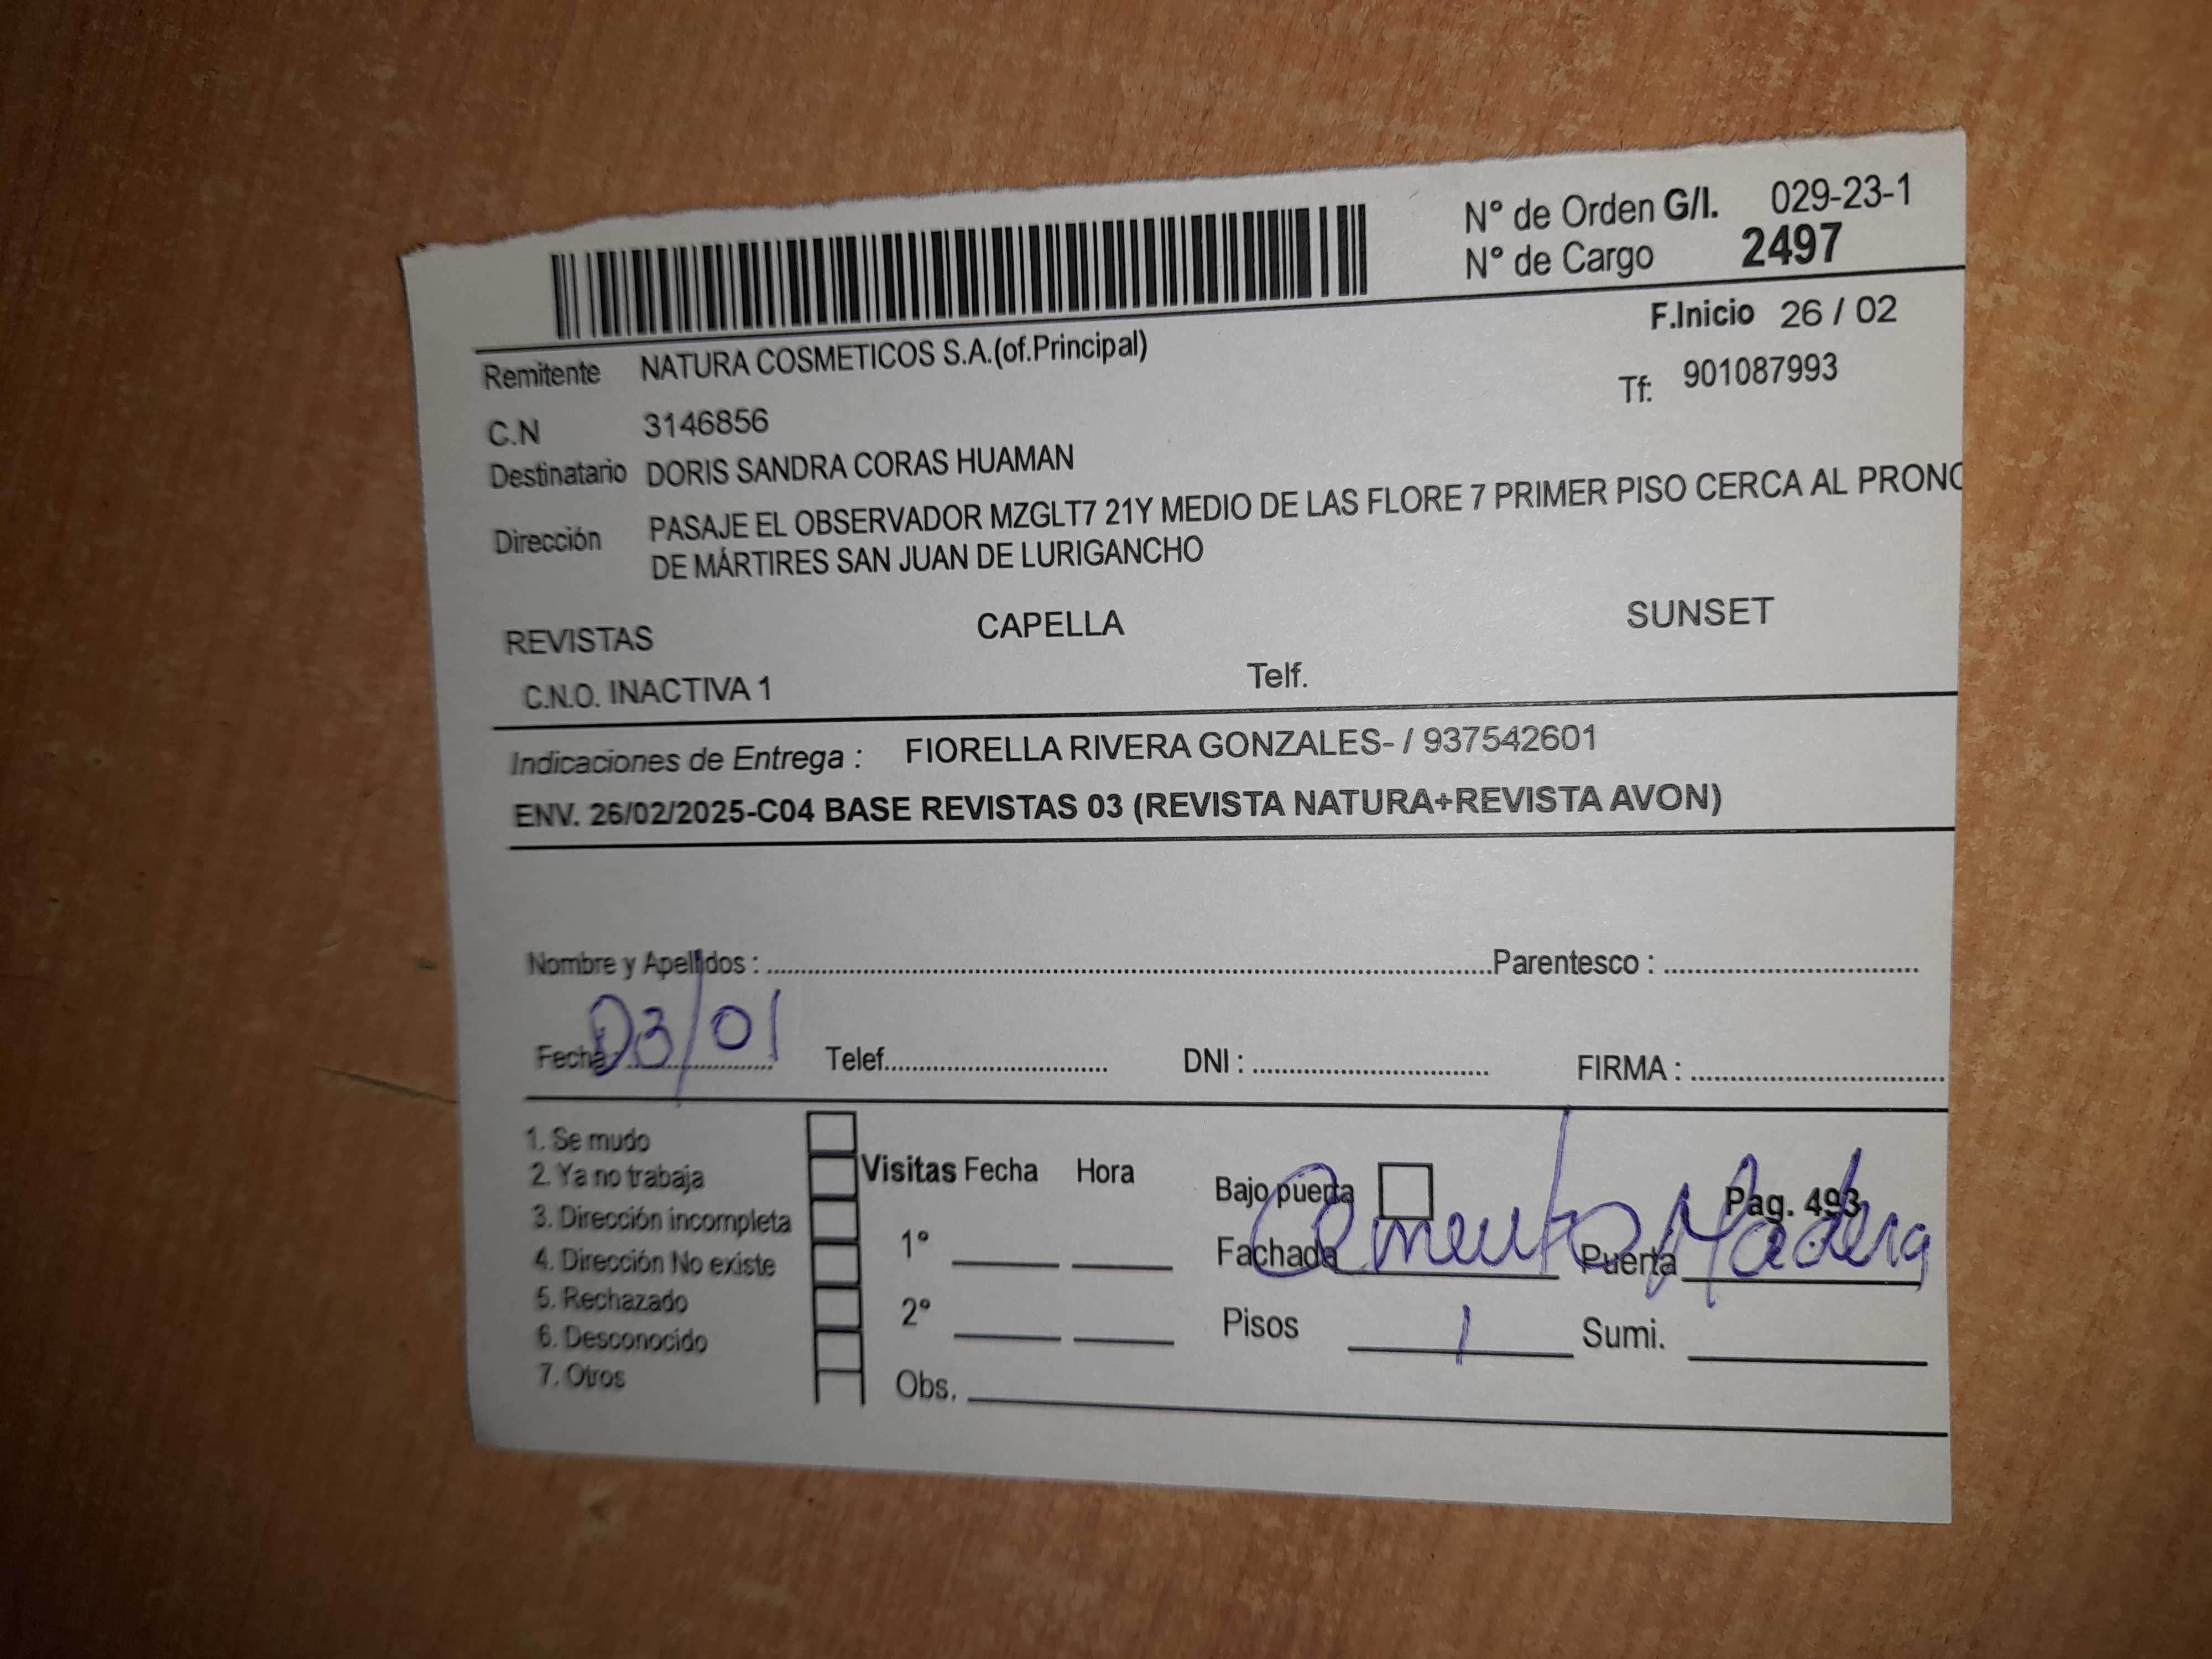 N° de Orden G/I. 029-23-1
N° de Cargo 2497
F.Inicio 26 / 02
Remitente NATURA COSMETICOS S.A.(of.Principal)
Tf: 901087993
C.N 3146856
Destinatario DORIS SANDRA CORAS HUAMAN
Dirección PASAJE EL OBSERVADOR MZGLT7 21Y MEDIO DE LAS FLORE 7 PRIMER PISO CERCA AL PRONO
DE MÁRTIRES SAN JUAN DE LURIGANCHO
REVISTAS CAPELLA SUNSET
C.N.O. INACTIVA 1 Telf.
Indicaciones de Entrega : FIORELLA RIVERA GONZALES- / 937542601
ENV. 26/02/2025-C04 BASE REVISTAS 03 (REVISTA NATURA+REVISTA AVON)
Nombre y Apellidos : Parentesco :
Fecha: 03/01 Telef. DNI : FIRMA :
1. Se mudo
2. Ya no trabaja
3. Dirección incompleta
4. Dirección No existe
5. Rechazado
6. Desconocido
7. Otros
Visitas Fecha Hora
1°
2°
Obs.
Bajo puerta Pag. 493
Fachada Cemento Puerta Madera
Pisos 1 Sumi.